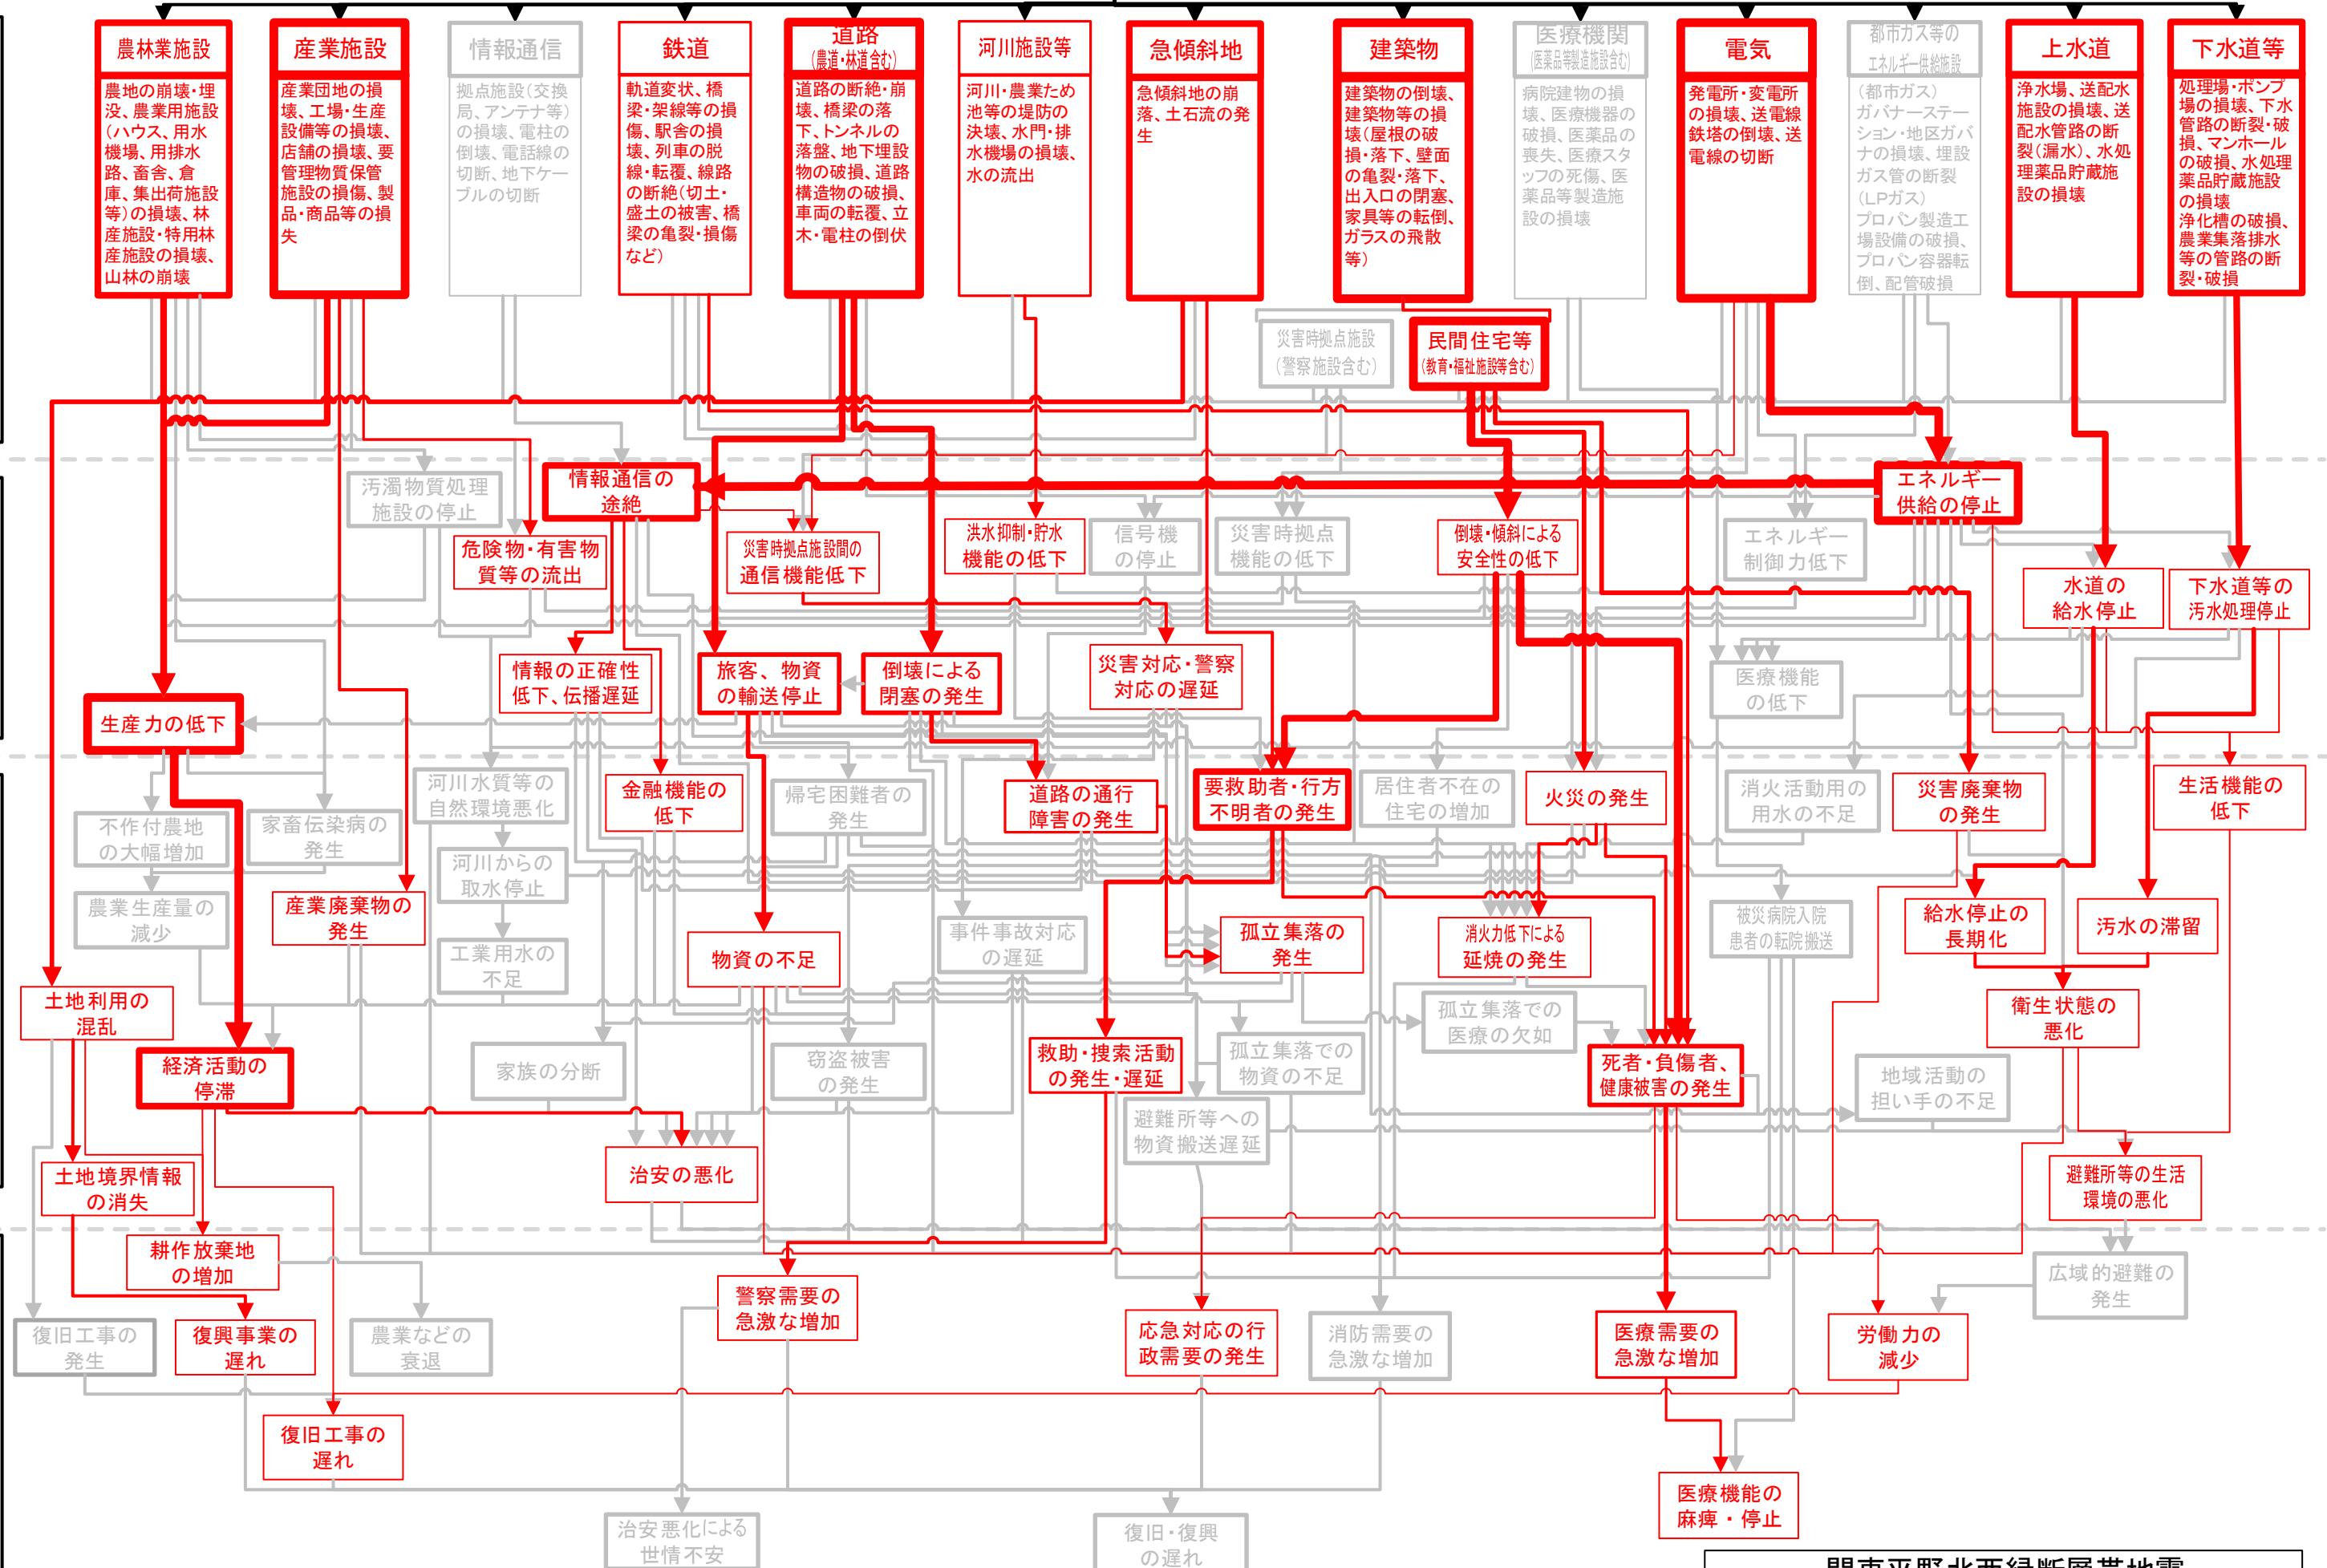 農林業施設
農地の崩壊・埋
没、農業用施設
(ハウス、用水
機場、用排水
路、畜舎、倉
庫、集出荷施設
等)の損壊、林
産施設・特用林
産施設の損壊、
山林の崩壊
産業施設
産業団地の損
壊、工場・生産
設備等の損壊、
店舗の損壊、要
管理物質保管
施設の損傷、製
品・商品等の損
失
情報通信
拠点施設(交換
局、アンテナ等)
の損壊、電柱の
倒壊、電話線の
切断、地下ケー
ブルの切断
鉄道
軌道変状、橋
梁・架線等の損
傷、駅舎の損
壊、列車の脱
線・転覆、線路
の断絶(切土・
盛土の被害、橋
梁の亀裂・損傷
など)
道路
(農道・林道含む)
道路の断絶・崩
壊、橋梁の落
下、トンネルの
落盤、地下埋設
物の破損、道路
構造物の破損、
車両の転覆、立
木・電柱の倒伏
河川施設等
河川・農業ため
池等の堤防の
決壊、水門・排
水機場の損壊、
水の流出
急傾斜地
急傾斜地の崩
落、土石流の発
生
建築物
建築物の倒壊、
建築物等の損
壊(屋根の破
損・落下、壁面
の亀裂・落下、
出入口の閉塞、
家具等の転倒、
ガラスの飛散
等)
医療機関
(医薬品等製造施設含む)
病院建物の損
壊、医療機器の
破損、医薬品の
喪失、医療スタ
ッフの死傷、医
薬品等製造施
設の損壊
電気
発電所・変電所
の損壊、送電線
鉄塔の倒壊、送
電線の切断
都市ガス等の
エネルギー供給施設
(都市ガス)
ガバナーステー
ション・地区ガバ
ナの損壊、埋設
ガス管の断裂
(LPガス)
プロパン製造工
場設備の破損、
プロパン容器転
倒、配管破損
上水道
浄水場、送配水
施設の損壊、送
配水管路の断
裂(漏水)、水処
理薬品貯蔵施
設の損壊
下水道等
処理場・ポンプ
場の損壊、下水
管路の断裂・破
損、マンホール
の破損、水処理
薬品貯蔵施設
の損壊
浄化槽の破損、
農業集落排水
等の管路の断
裂・破損
災害時拠点施設
(警察施設含む)
民間住宅等
(教育・福祉施設等含む)
汚濁物質処理
施設の停止
情報通信の
途絶
エネルギー
供給の停止
危険物・有害物
質等の流出
災害時拠点施設間の
通信機能低下
洪水抑制・貯水
機能の低下
信号機
の停止
災害時拠点
機能の低下
倒壊・傾斜による
安全性の低下
エネルギー
制御力低下
水道の
給水停止
下水道等の
汚水処理停止
情報の正確性
低下、伝播遅延
旅客、物資
の輸送停止
倒壊による
閉塞の発生
災害対応・警察
対応の遅延
医療機能
の低下
生産力の低下
河川水質等の
自然環境悪化
金融機能の
低下
帰宅困難者の
発生
道路の通行
障害の発生
要救助者・行方
不明者の発生
居住者不在の
住宅の増加
火災の発生
消火活動用の
用水の不足
災害廃棄物
の発生
生活機能の
低下
不作付農地
の大幅増加
家畜伝染病の
発生
河川からの
取水停止
農業生産量の
減少
産業廃棄物の
発生
工業用水の
不足
物資の不足
事件事故対応
の遅延
孤立集落の
発生
消火力低下による
延焼の発生
被災病院入院
患者の転院搬送
給水停止の
長期化
汚水の滞留
土地利用の
混乱
孤立集落での
医療の欠如
衛生状態の
悪化
経済活動の
停滞
家族の分断
窃盗被害
の発生
救助・捜索活動
の発生・遅延
孤立集落での
物資の不足
死者・負傷者、
健康被害の発生
地域活動の
担い手の不足
避難所等への
物資搬送遅延
土地境界情報
の消失
治安の悪化
避難所等の生活
環境の悪化
耕作放棄地
の増加
警察需要の
急激な増加
広域的避難の
発生
復旧工事の
発生
復興事業の
遅れ
農業などの
衰退
応急対応の行
政需要の発生
消防需要の
急激な増加
医療需要の
急激な増加
労働力の
減少
復旧工事の
遅れ
医療機能の
麻痺・停止
治安悪化による
世情不安
復旧・復興
の遅れ
関東平野北西縁断層帯地震